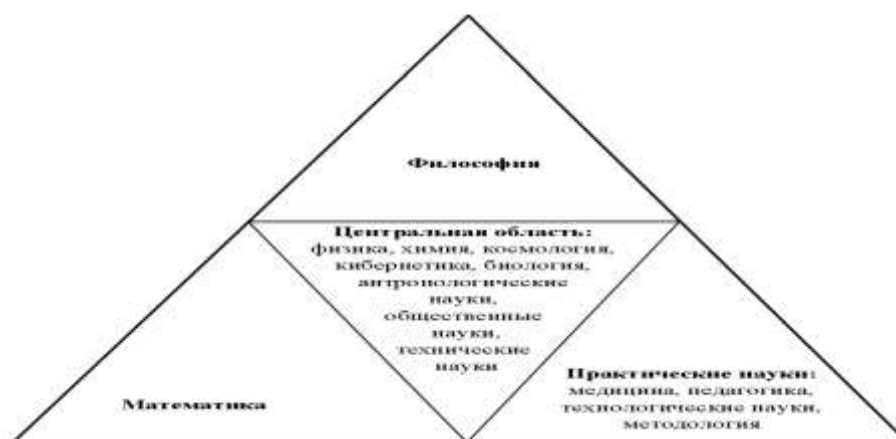 Философия
Центральная область:
физика, химия, космология,
кибернетика, биология,
антропологические
науки,
общественные
науки,
технические
науки
Математика
Практические науки:
медицина, педагогика,
технологические науки,
методология